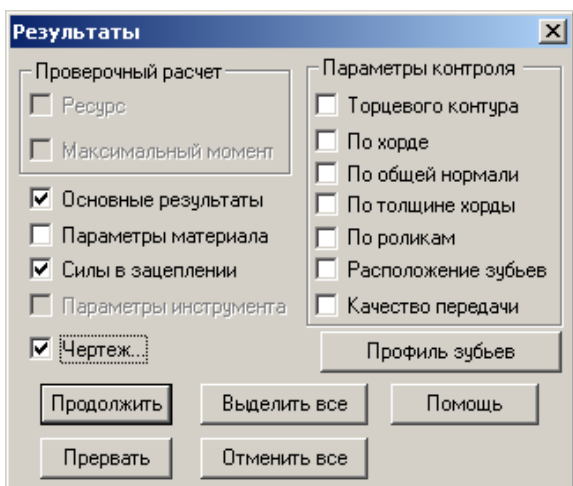 Результаты
Проверочный расчет
Ресурс
Максимальный момент
Основные результаты
Параметры материала
Силы в зацеплении
Параметры инструмента
Чертеж...
Параметры контроля
Торцевого контура
По хорде
По общей нормали
По толщине хорды
По роликам
Расположение зубьев
Качество передачи
Профиль зубьев
Продолжить
Выделить все
Помощь
Прервать
Отменить все